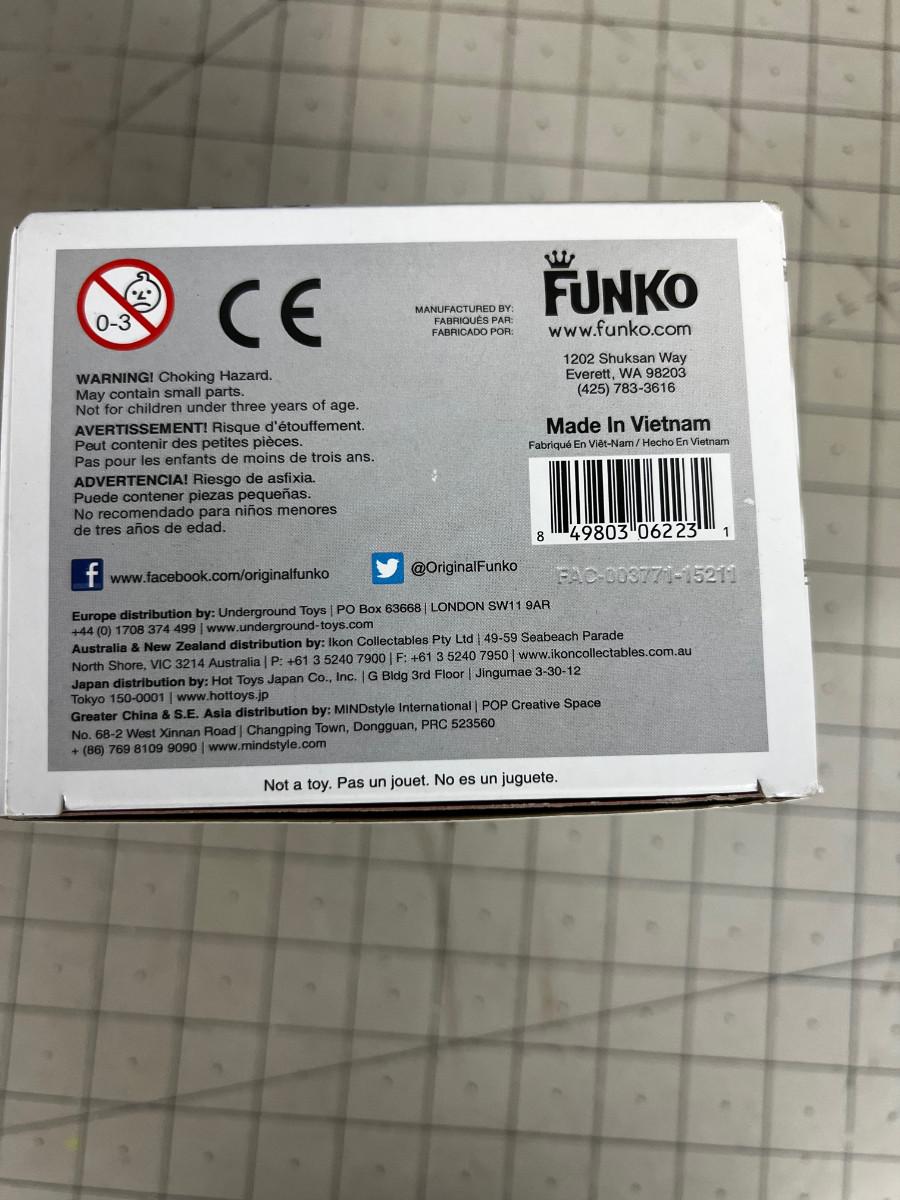 0-3
CE
MANUFACTURED BY:
FABRIQUÉS PAR:
FABRICADO POR:
FUNKO
www.funko.com
1202 Shuksan Way
Everett, WA 98203
(425) 783-3616
WARNING! Choking Hazard.
May contain small parts.
Not for children under three years of age.
AVERTISSEMENT! Risque d'étouffement.
Peut contenir des petites pièces.
Pas pour les enfants de moins de trois ans.
ADVERTENCIA! Riesgo de asfixia.
Puede contener piezas pequeñas.
No recomendado para niños menores
de tres años de edad.
Made In Vietnam
Fabriqué En Viêt-Nam / Hecho En Vietnam
8 49803 06223 1
f www.facebook.com/originalfunko
@OriginalFunko
FAC-003771-15211
Europe distribution by: Underground Toys | PO Box 63668 | LONDON SW11 9AR
+44 (0) 1708 374 499 | www.underground-toys.com
Australia & New Zealand distribution by: Ikon Collectables Pty Ltd | 49-59 Seabeach Parade
North Shore, VIC 3214 Australia | P: +61 3 5240 7900 | F: +61 3 5240 7950 | www.ikoncollectables.com.au
Japan distribution by: Hot Toys Japan Co., Inc. | G Bldg 3rd Floor | Jingumae 3-30-12
Tokyo 150-0001 | www.hottoys.jp
Greater China & S.E. Asia distribution by: MINDstyle International | POP Creative Space
No. 68-2 West Xinnan Road | Changping Town, Dongguan, PRC 523560
+ (86) 769 8109 9090 | www.mindstyle.com
Not a toy. Pas un jouet. No es un juguete.